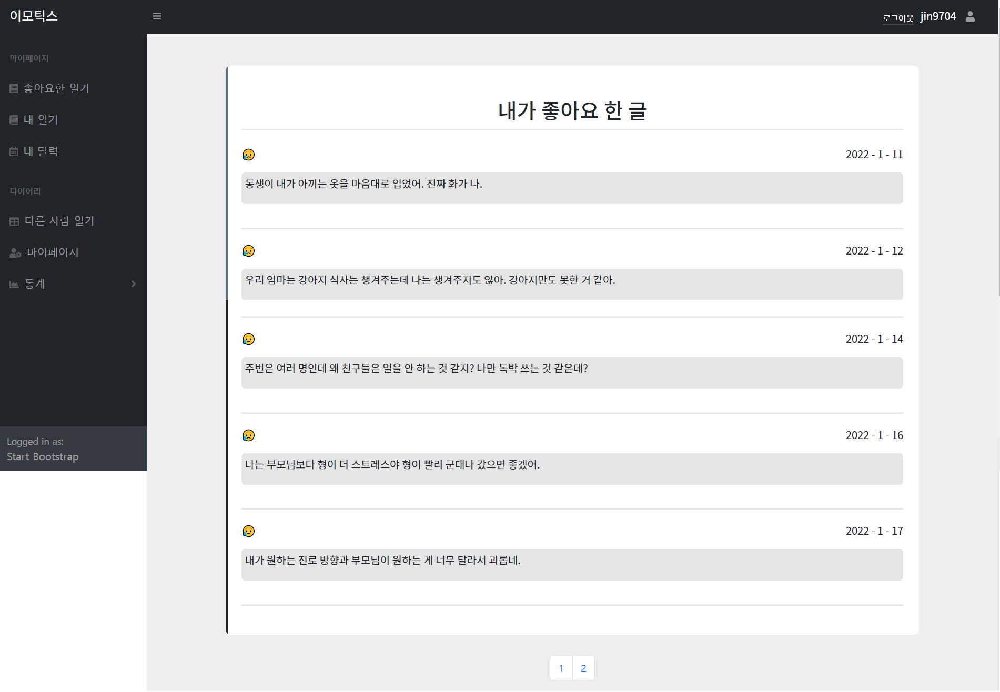 이모틱스
로그아웃 jin9704
마이페이지
좋아요한 일기
내 일기
내 달력
다이어리
다른 사람 일기
마이페이지
통계
Logged in as:
Start Bootstrap
내가 좋아요 한 글
2022 - 1 - 11
동생이 내가 아끼는 옷을 마음대로 입었어. 진짜 화가 나.
2022 - 1 - 12
우리 엄마는 강아지 식사는 챙겨주는데 나는 챙겨주지도 않아. 강아지만도 못한 거 같아.
2022 - 1 - 14
주번은 여러 명인데 왜 친구들은 일을 안 하는 것 같지? 나만 독박 쓰는 것 같은데?
2022 - 1 - 16
나는 부모님보다 형이 더 스트레스야 형이 빨리 군대나 갔으면 좋겠어.
2022 - 1 - 17
내가 원하는 진로 방향과 부모님이 원하는 게 너무 달라서 괴롭네.
1 2